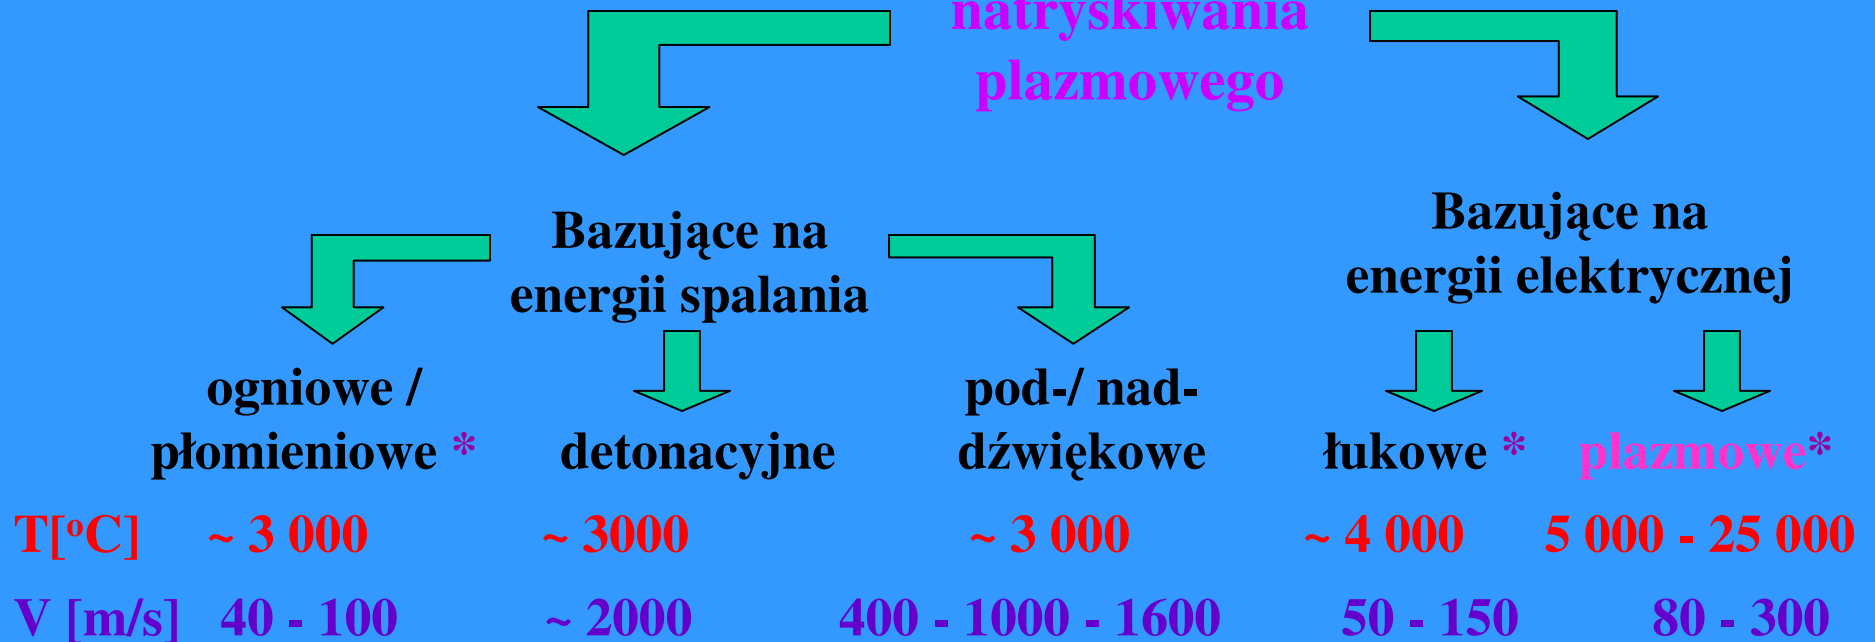 natryskiwania
plazmowego
Bazujące na
energii spalania
Bazujące na
energii elektrycznej
ogniowe /
płomieniowe *
detonacyjne
pod-/ nad-
dźwiękowe
łukowe *
plazmowe*
T[°C] ~ 3 000 ~ 3000 ~ 3 000 ~ 4 000 5 000 - 25 000
V [m/s] 40 - 100 ~ 2000 400 - 1000 - 1600 50 - 150 80 - 300